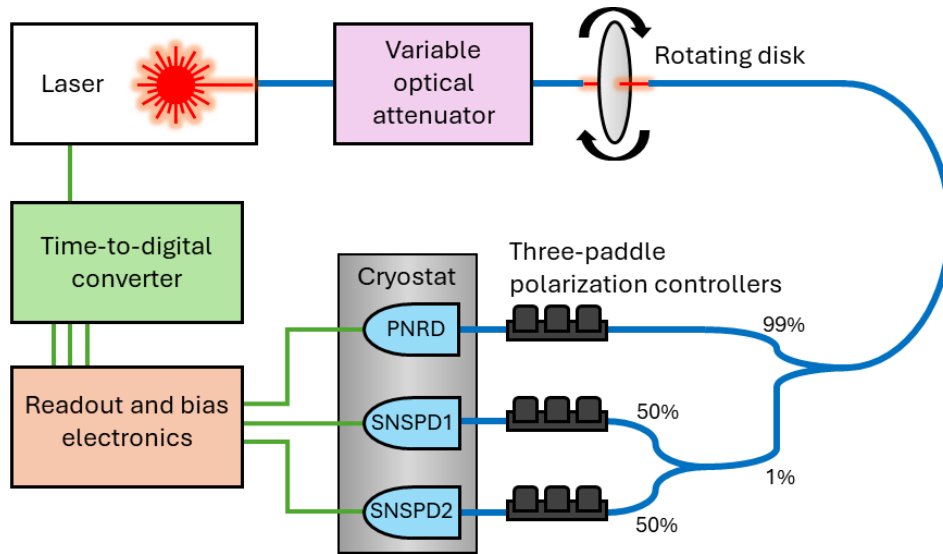 Laser
Variable
optical
attenuator
Rotating disk
Time-to-digital
converter
Cryostat
Three-paddle
polarization controllers
PNRD
99%
Readout and bias
electronics
SNSPD1
50%
1%
SNSPD2
50%